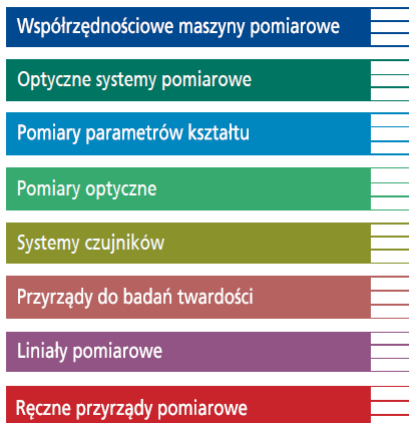 Współrzędnościowe maszyny pomiarowe
Optyczne systemy pomiarowe
Pomiary parametrów kształtu
Pomiary optyczne
Systemy czujników
Przyrządy do badań twardości
Liniały pomiarowe
Ręczne przyrządy pomiarowe